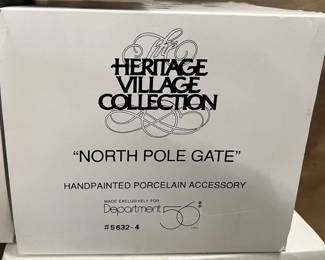 The
HERITAGE
VILLAGE
COLLECTION
"NORTH POLE GATE"
HANDPAINTED PORCELAIN ACCESSORY
MADE EXCLUSIVELY FOR
Department 56
#5632-4